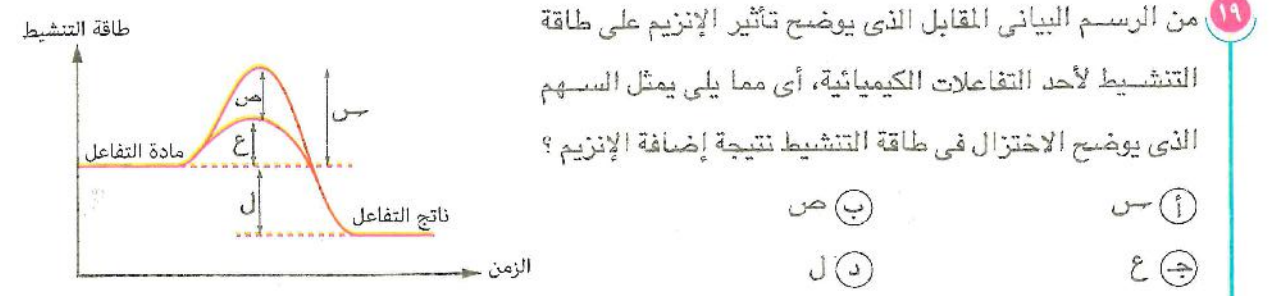 ١٩ من الرسم البيانى المقابل الذى يوضح تأثير الإنزيم على طاقة
التنشيط لأحد التفاعلات الكيميائية، أى مما يلى يمثل السهم
الذى يوضح الاختزال فى طاقة التنشيط نتيجة إضافة الإنزيم ؟
أ س
ب ص
جـ ع
د ل
طاقة التنشيط
ص
س
ع
مادة التفاعل
ل
ناتج التفاعل
الزمن